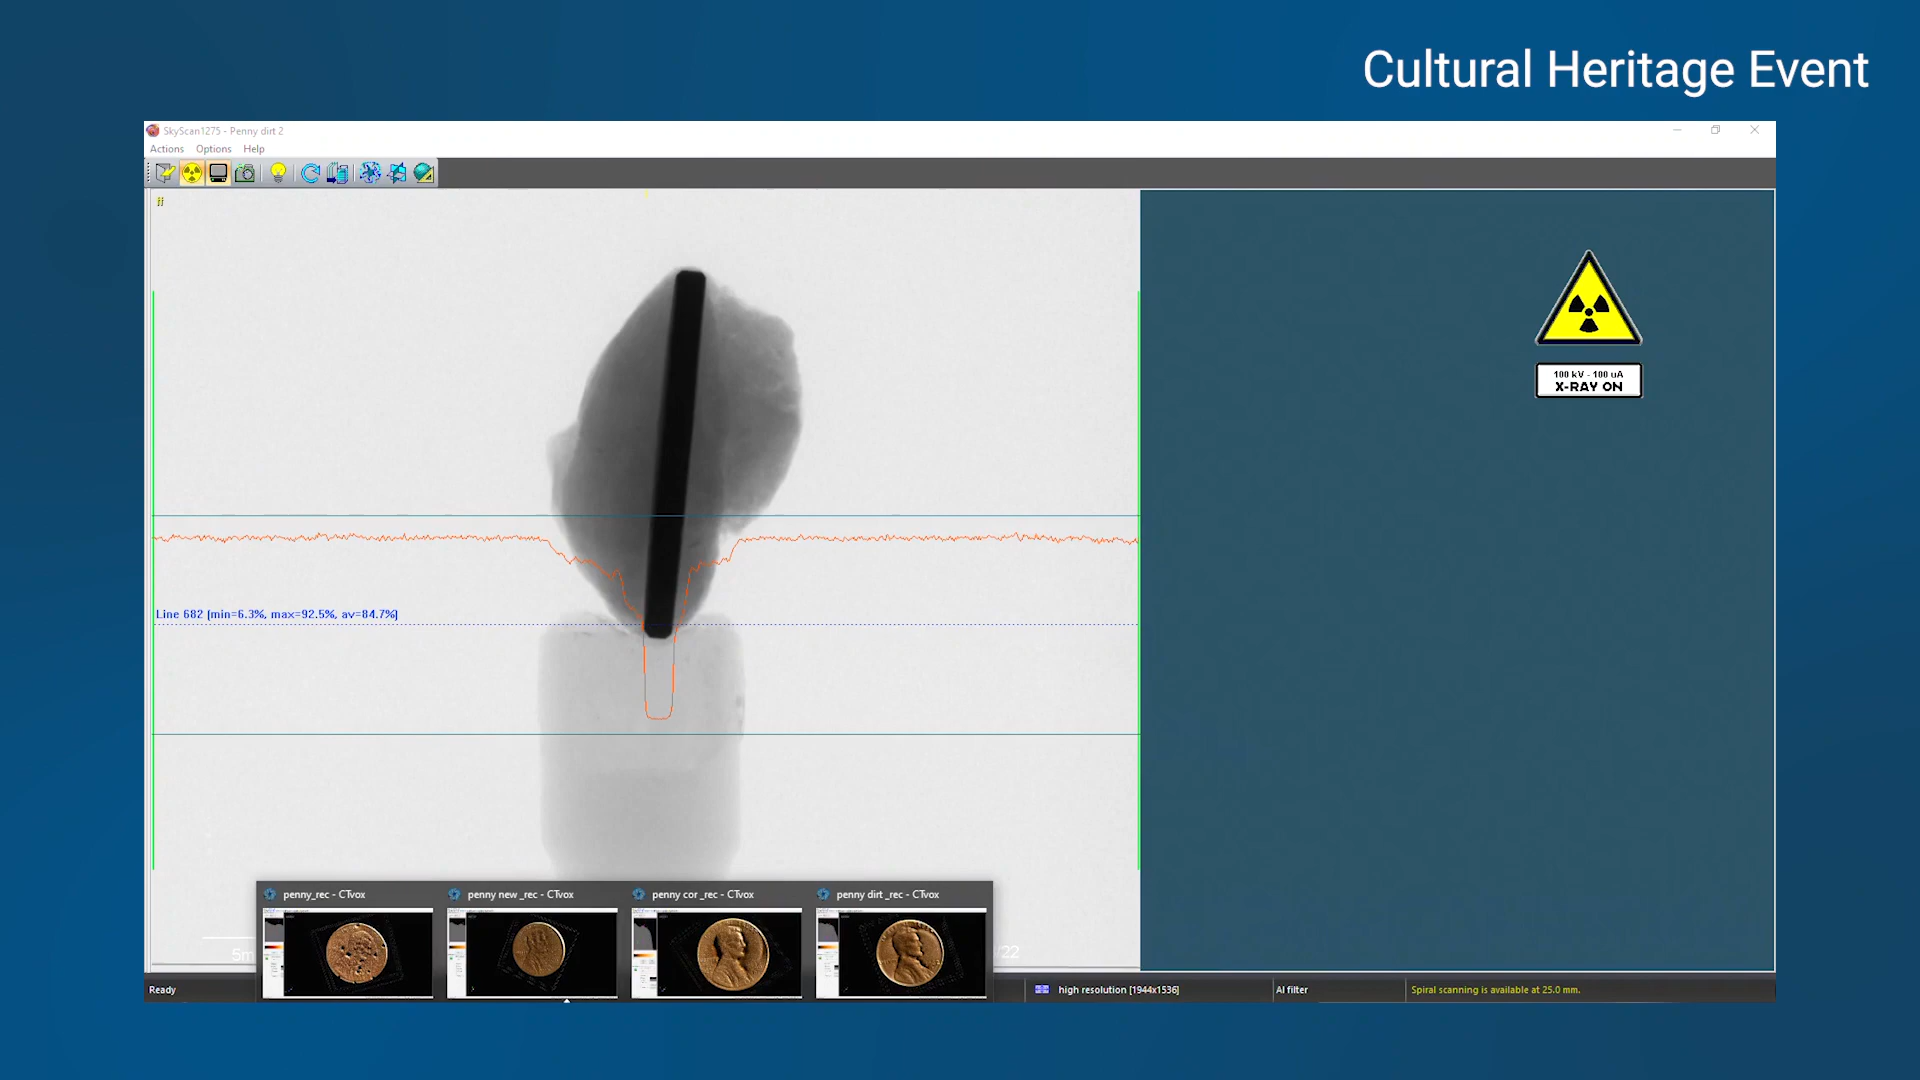 Cultural Heritage Event
SkyScan1275 - Penny dirt 2
Actions Options Help
ff
100 kV - 100 uA
X-RAY ON
Line 682 [min=6.3%, max=92.5%, av=84.7%]
penny_rec - CTvox
penny new _rec - CTvox
penny cor _rec - CTvox
penny dirt _rec - CTvox
Ready
high resolution [1944x1536]
Al filter
Spiral scanning is available at 25.0 mm.